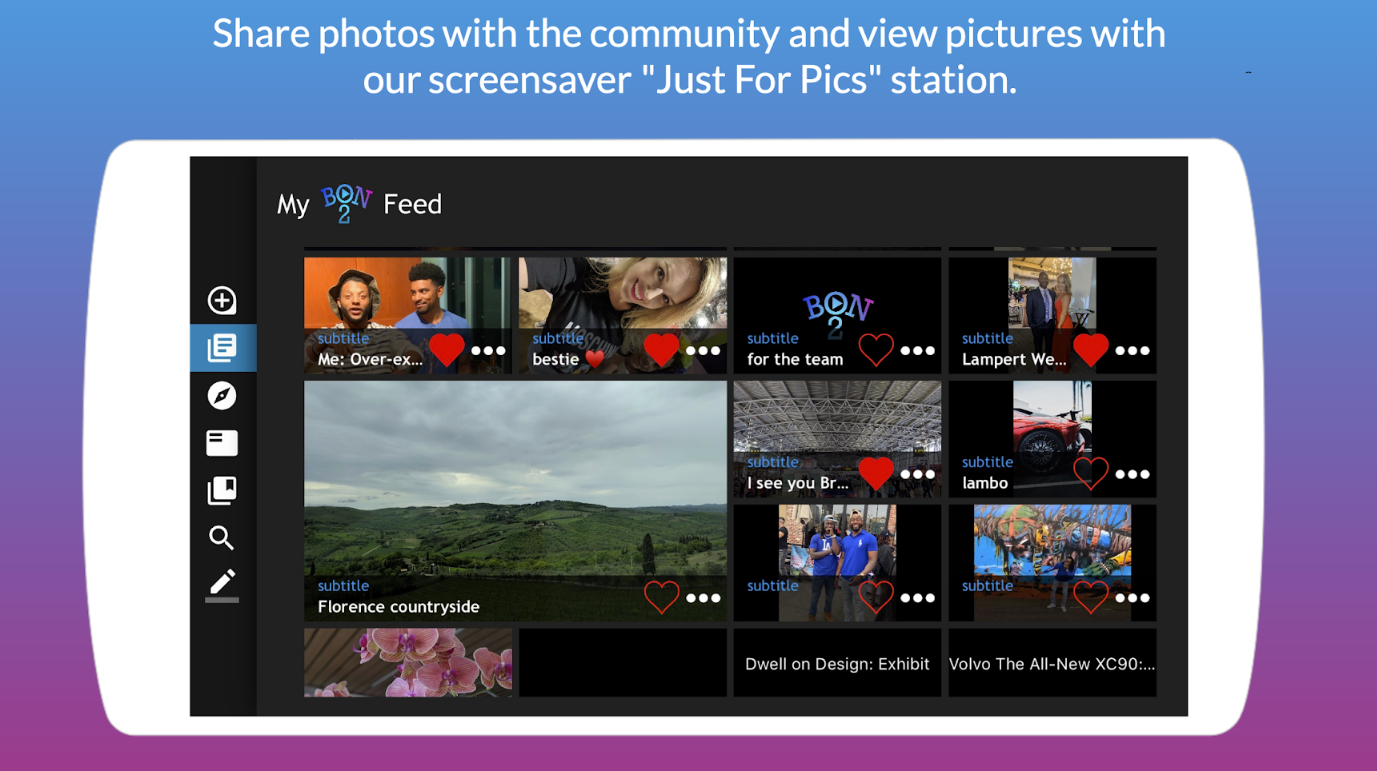 Share photos with the community and view pictures with
our screensaver "Just For Pics" station.
My BON2 Feed
subtitle
Me: Over-ex...
subtitle
bestie ♥️
BON
2
subtitle
for the team
subtitle
Lampert We...
subtitle
Florence countryside
subtitle
I see you Br...
subtitle
lambo
subtitle
subtitle
Dwell on Design: Exhibit
Volvo The All-New XC90:...